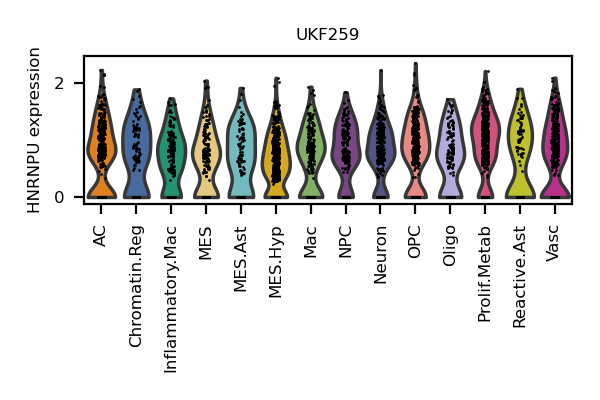 UKF259
HNRNPU expression
2
0
AC
Chromatin.Reg
Inflammatory.Mac
MES
MES.Ast
MES.Hyp
Mac
NPC
Neuron
OPC
Oligo
Prolif.Metab
Reactive.Ast
Vasc